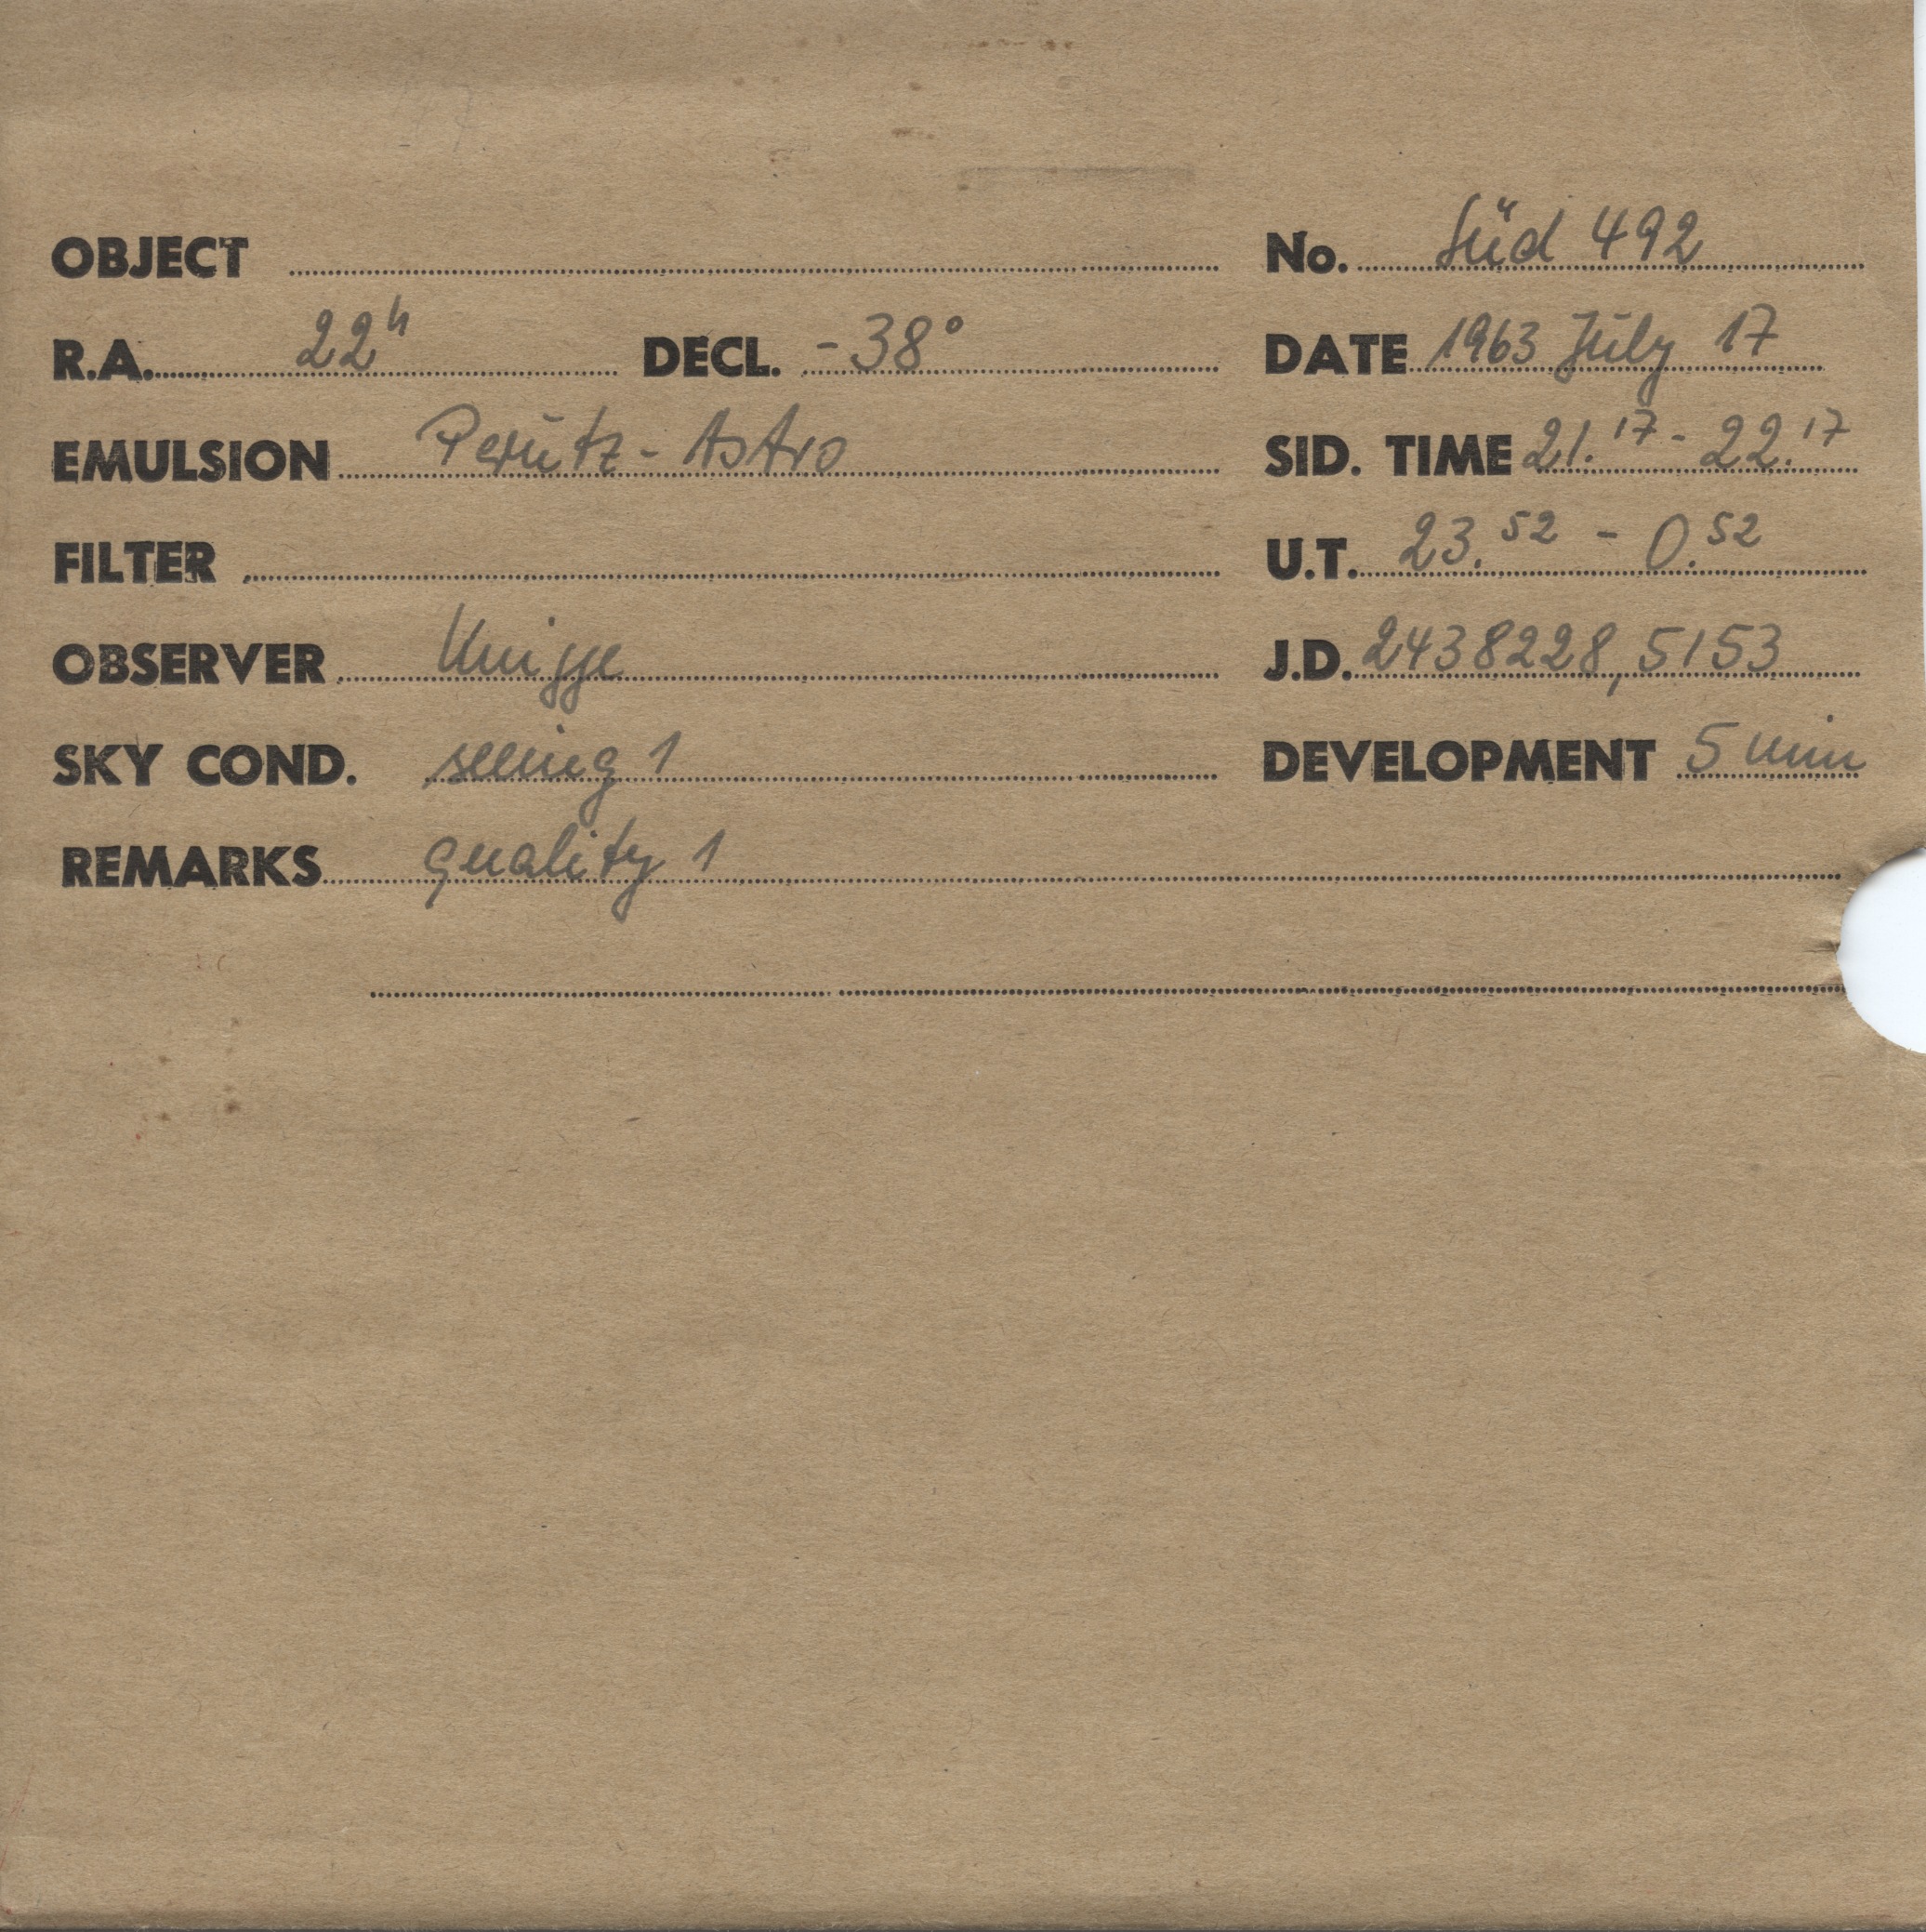 OBJECT No. Süd 492
R.A. 22h DECL. -38° DATE 1963 July 17
EMULSION Perutz-Astro SID. TIME 21.17 - 22.17
FILTER U.T. 23.52 - 0.52
OBSERVER Knigge J.D. 2438228,5153
SKY COND. seeing 1 DEVELOPMENT 5 min
REMARKS quality 1